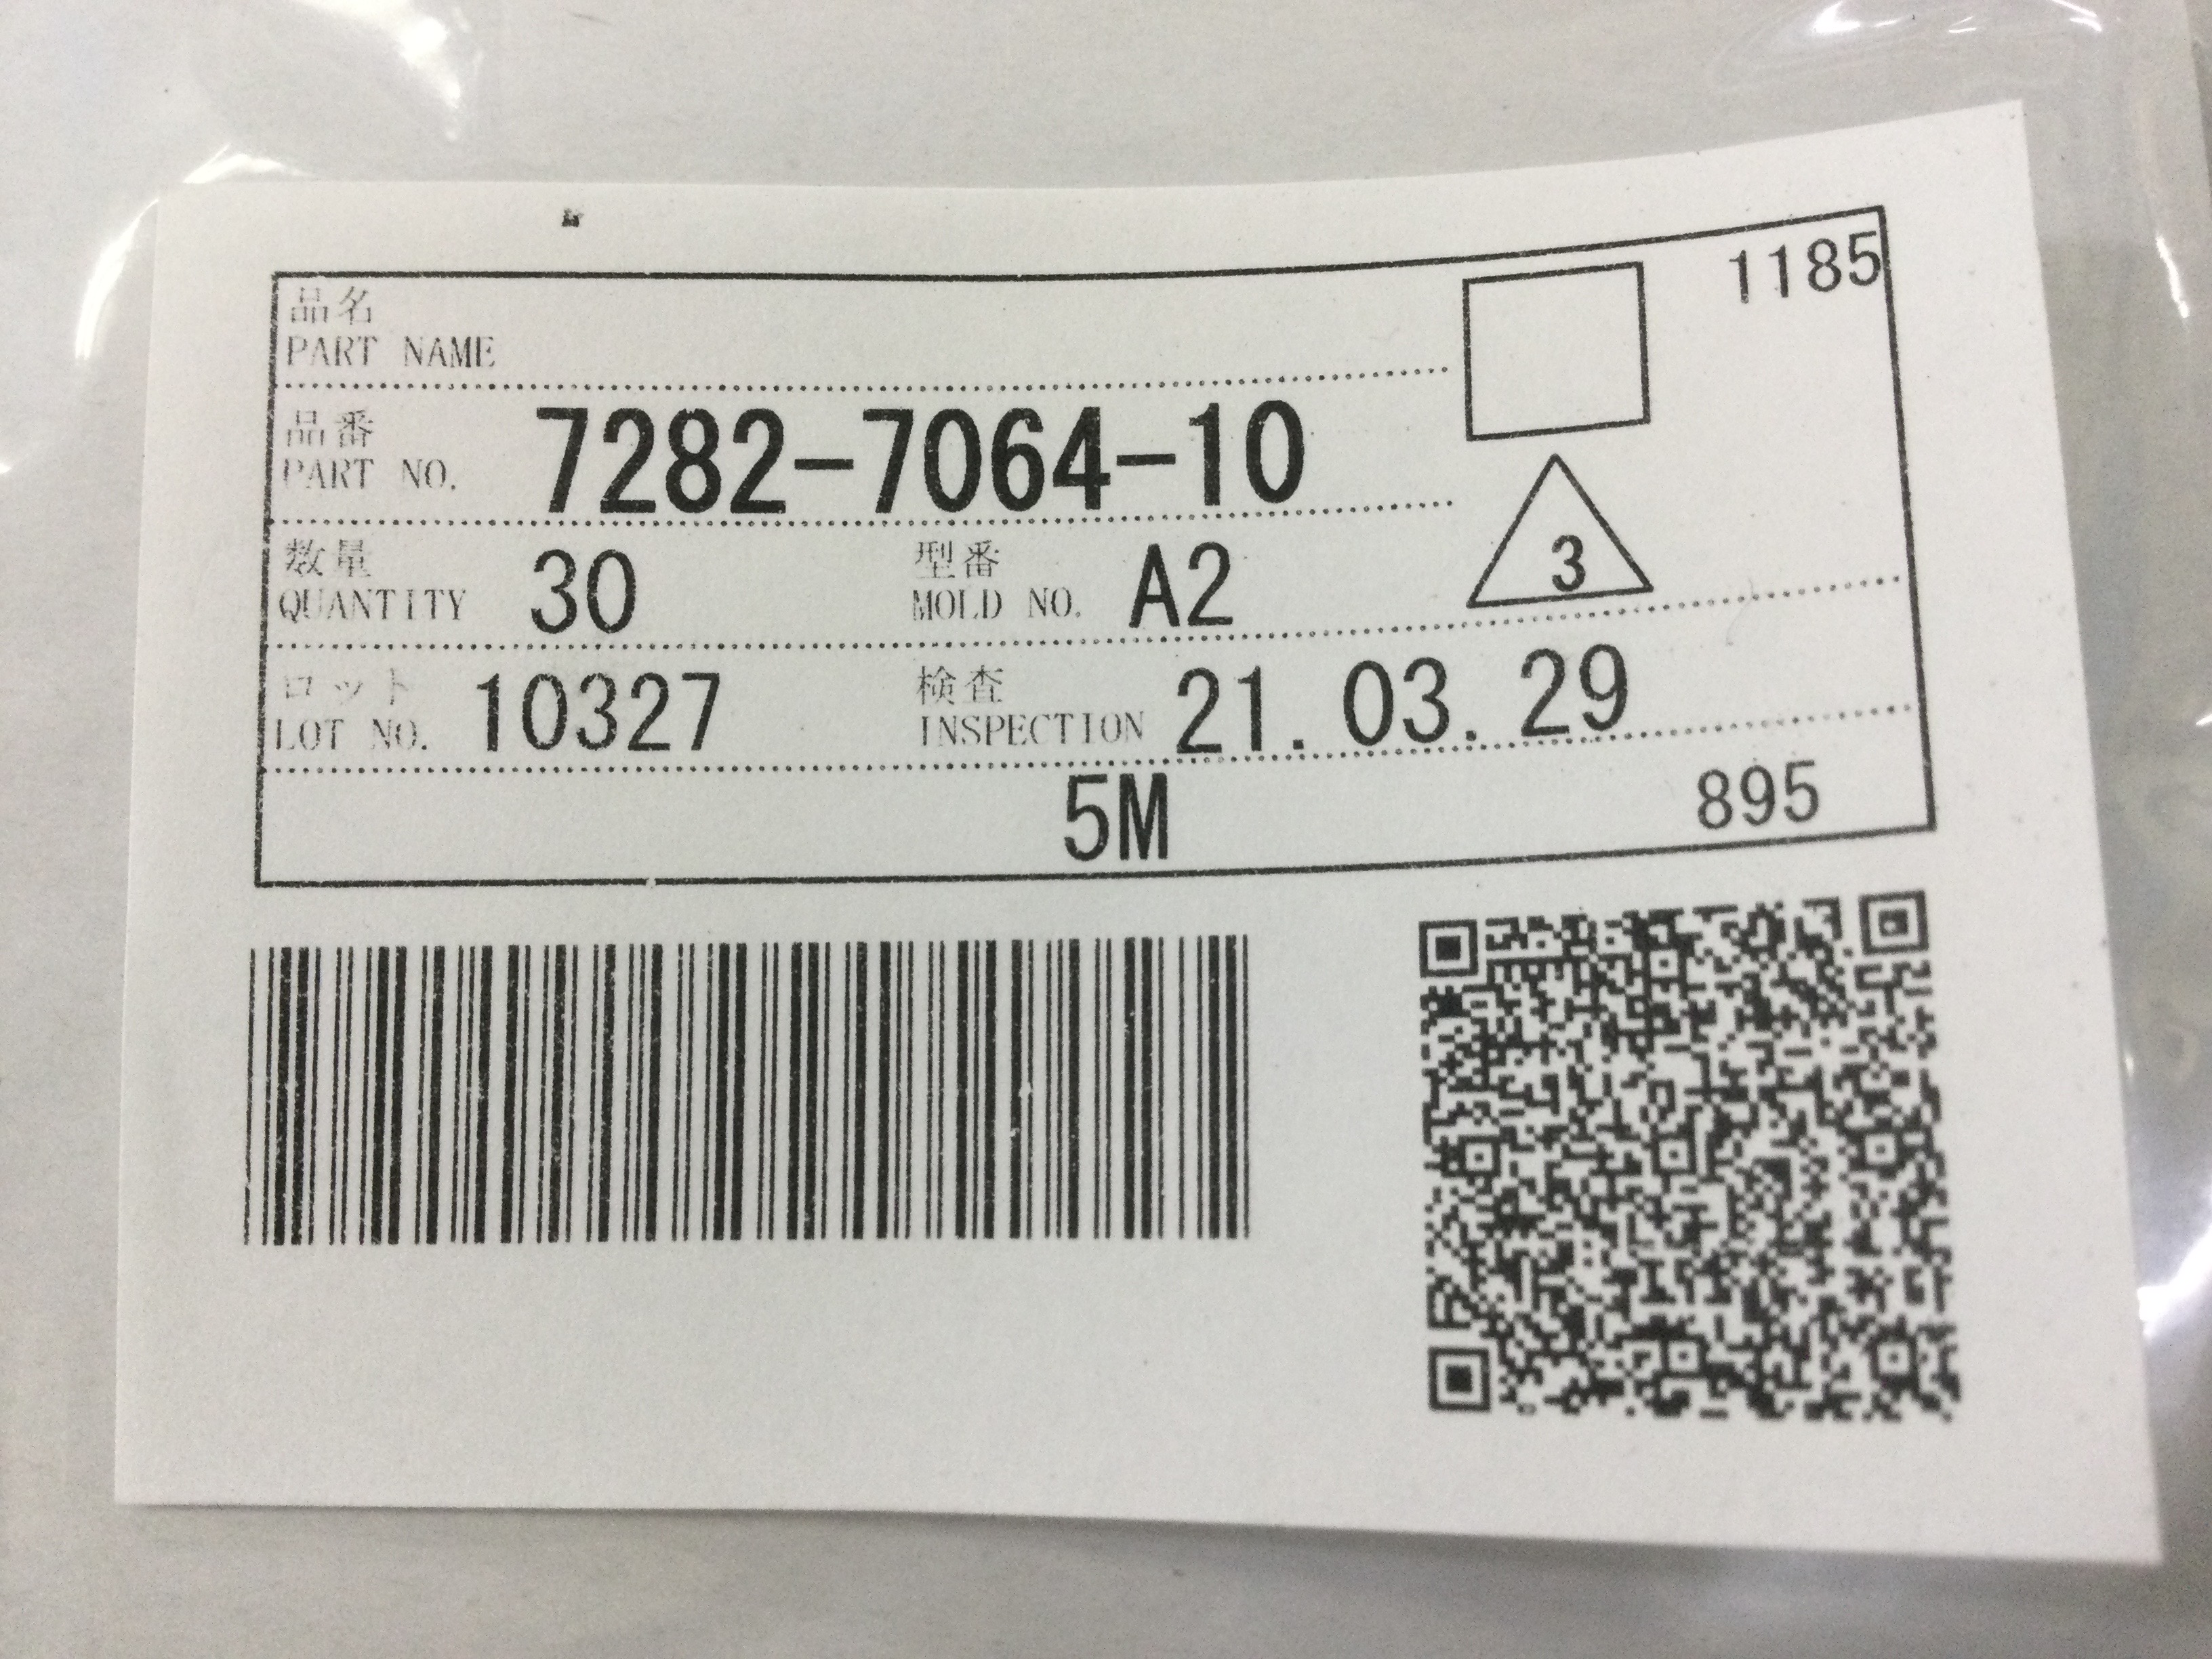 1185
品名
PART NAME
品番
PART NO. 7282-7064-10
数量
QUANTITY 30
型番
MOLD NO. A2
3
ロット
LOT NO. 10327
検査
INSPECTION 21.03.29
5M
895